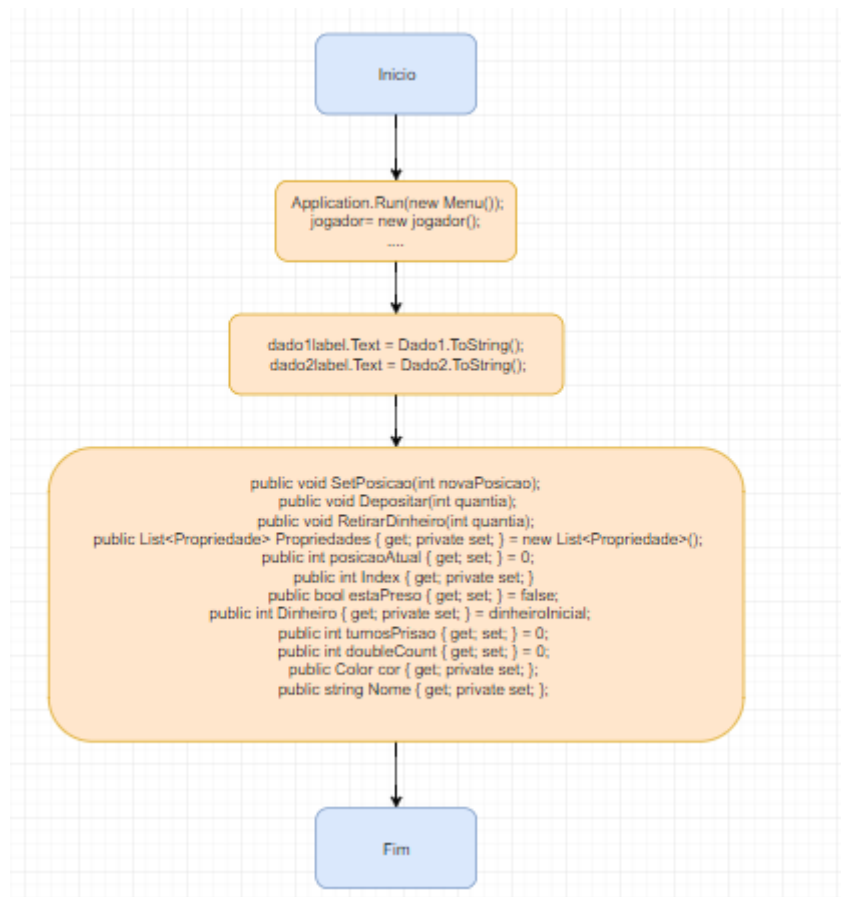 Inicio
Application.Run(new Menu());
jogador= new jogador();
....
dado1label.Text = Dado1.ToString();
dado2label.Text = Dado2.ToString();
public void SetPosicao(int novaPosicao);
public void Depositar(int quantia);
public void RetirarDinheiro(int quantia);
public List<Propriedade> Propriedades { get; private set; } = new List<Propriedade>();
public int posicaoAtual { get; set; } = 0;
public int Index { get; private set; }
public bool estaPreso { get; set; } = false;
public int Dinheiro { get; private set; } = dinheiroInicial;
public int turnosPrisao { get; set; } = 0;
public int doubleCount { get; set; } = 0;
public Color cor { get; private set; };
public string Nome { get; private set; };
Fim